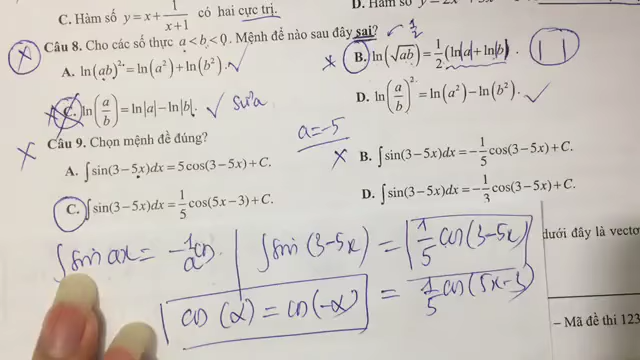 C. Hàm số y = x + 1/(x+1) có hai cực trị.
Câu 8. Cho các số thực a < b < 0. Mệnh đề nào sau đây sai? 1/2
A. ln(ab)² = ln(a²) + ln(b²).
B. ln(√ab) = 1/2(ln|a| + ln|b|).
C. ln(a/b) = ln|a| − ln|b|. sửa
D. ln(a/b)² = ln(a²) − ln(b²).
Câu 9. Chọn mệnh đề đúng?
a = -5
A. ∫sin(3−5x)dx = 5cos(3−5x) + C.
B. ∫sin(3−5x)dx = −1/5 cos(3−5x) + C.
C. ∫sin(3−5x)dx = 1/5 cos(5x−3) + C.
D. ∫sin(3−5x)dx = −1/3 cos(3−5x) + C.
∫sin ax = -1/a cos
∫sin(3-5x) = 1/5 cos(3-5x)
cos(α) = cos(-α)
= 1/5 cos(5x-3)
dưới đây là
– Mã đề thi 123